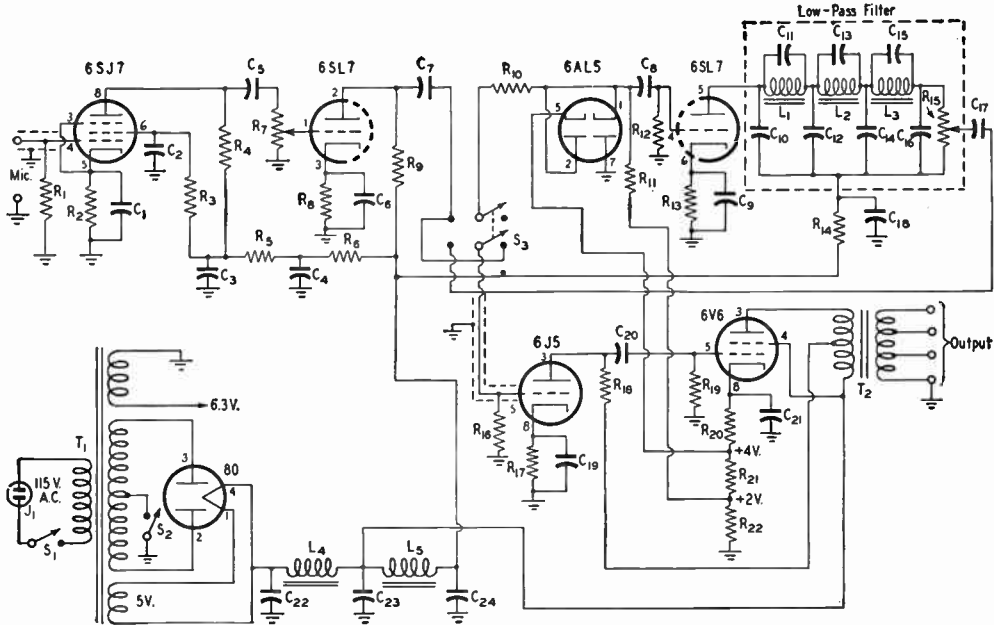 Low-Pass Filter
C11 C13 C15
6SJ7 C5 6SL7 C7 R10 6AL5 C8 6SL7
8 2 5 1 5
L1 L2 L3 R15 C17
3 4 6 C2 R7 1 R12 4
Mic. 5 R4 3 R9 2 7 R11 6 C10 C12 C14 C16
R1 R2 C1 R3 R8 C6 R13 C9
S3 R14 C18
R5 R6
C3 C4
6J5 C20 6V6
3 3 4 Output
6.3V. 5 R18 5 T2
R16 8 R19 8
T1 3 80 R17 C19 R20 C21
115 V. A.C. 4 +4V.
J1 S2 1 R21
S1 2 +2V.
L4 L5 R22
5V. C22 C23 C24